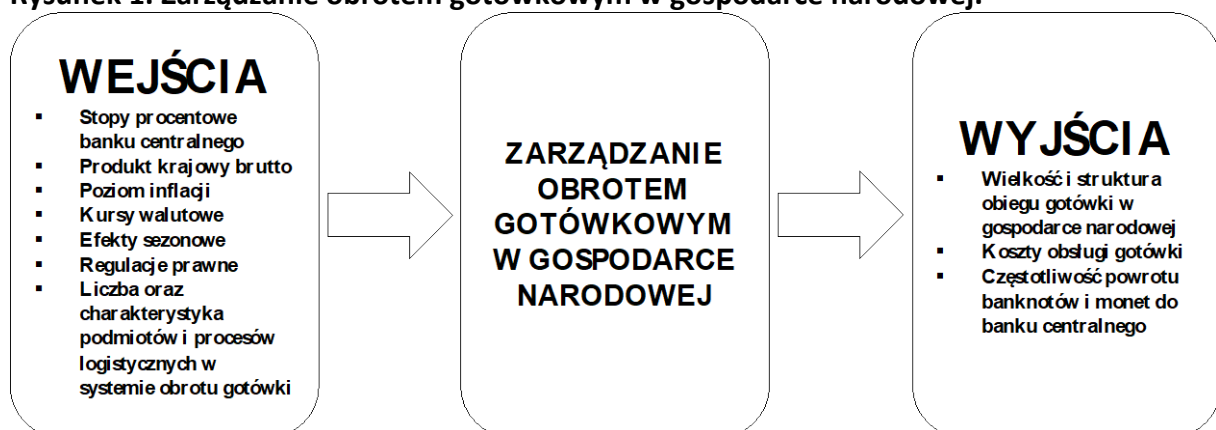 Rysunek 1. Zarządzanie obrotem gotówkowym w gospodarce narodowej.
WEJŚCIA
▪ Stopy procentowe
banku centralnego
▪ Produkt krajowy brutto
▪ Poziom inflacji
▪ Kursy walutowe
▪ Efekty sezonowe
▪ Regulacje prawne
▪ Liczba oraz
charakterystyka
podmiotów i procesów
logistycznych w
systemie obrotu gotówki
ZARZĄDZANIE
OBROTEM
GOTÓWKOWYM
W GOSPODARCE
NARODOWEJ
WYJŚCIA
▪ Wielkość i struktura
obiegu gotówki w
gospodarce narodowej
▪ Koszty obsługi gotówki
▪ Częstotliwość powrotu
banknotów i monet do
banku centralnego